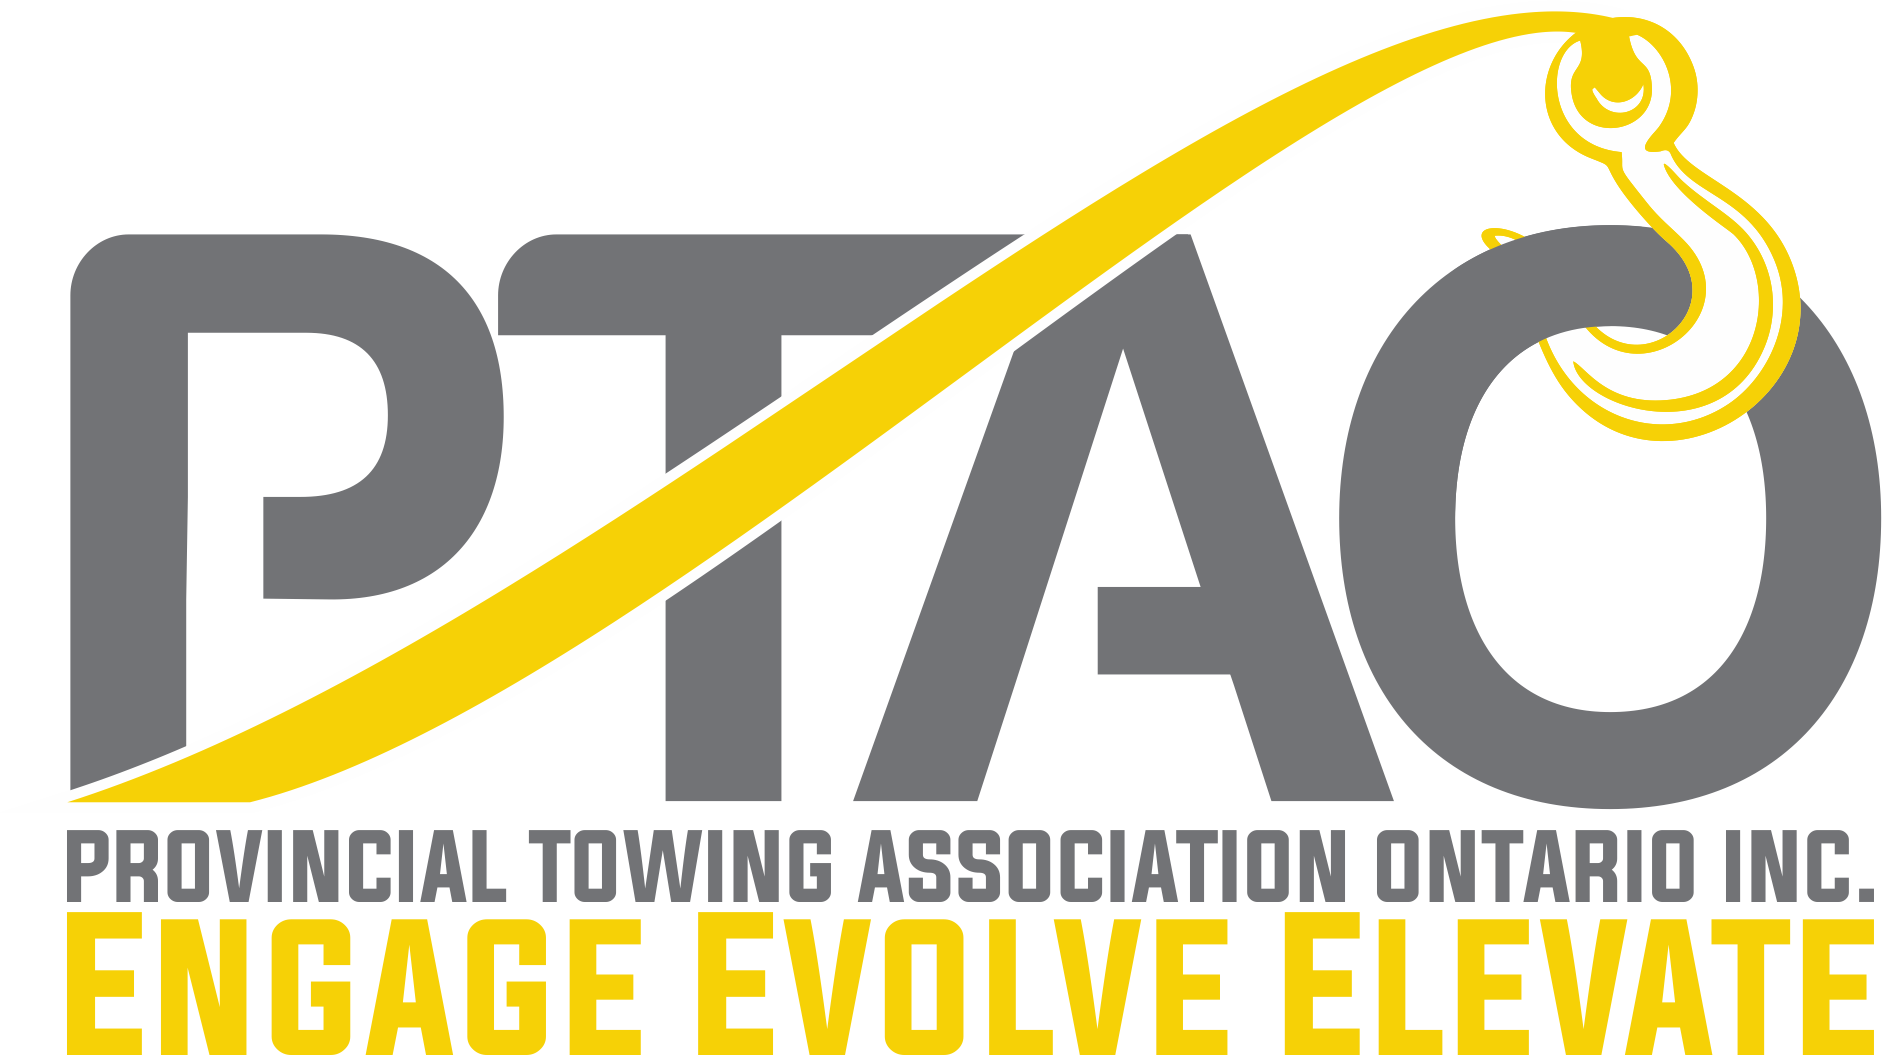 PTAO
PROVINCIAL TOWING ASSOCIATION ONTARIO INC.
ENGAGE EVOLVE ELEVATE